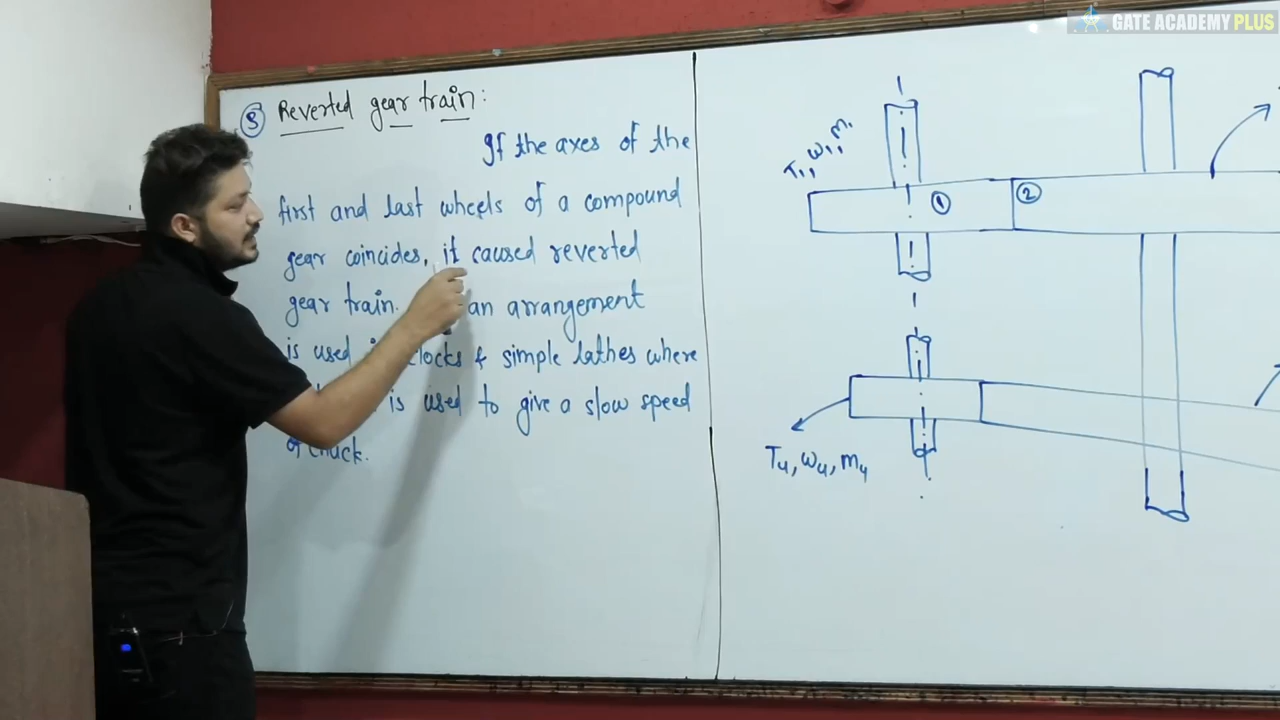 GATE ACADEMY PLUS
③ Reverted gear train:
If the axes of the
first and last wheels of a compound
gear coincides, it caused reverted
gear train. an arrangement
is used clocks & simple lathes where
is used to give a slow speed
of chuck.
T₁, ω₁, m₁
① ②
T₄, ω₄, m₄